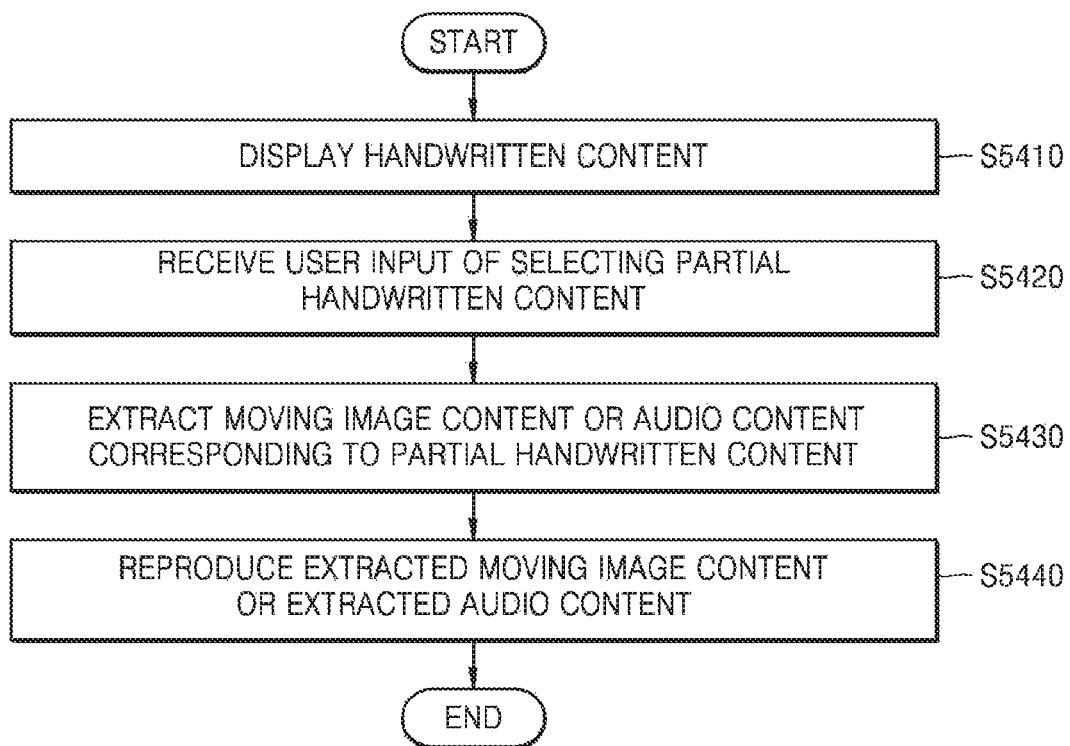 START
DISPLAY HANDWRITTEN CONTENT
S5410
RECEIVE USER INPUT OF SELECTING PARTIAL
HANDWRITTEN CONTENT
S5420
EXTRACT MOVING IMAGE CONTENT OR AUDIO CONTENT
CORRESPONDING TO PARTIAL HANDWRITTEN CONTENT
S5430
REPRODUCE EXTRACTED MOVING IMAGE CONTENT
OR EXTRACTED AUDIO CONTENT
S5440
END